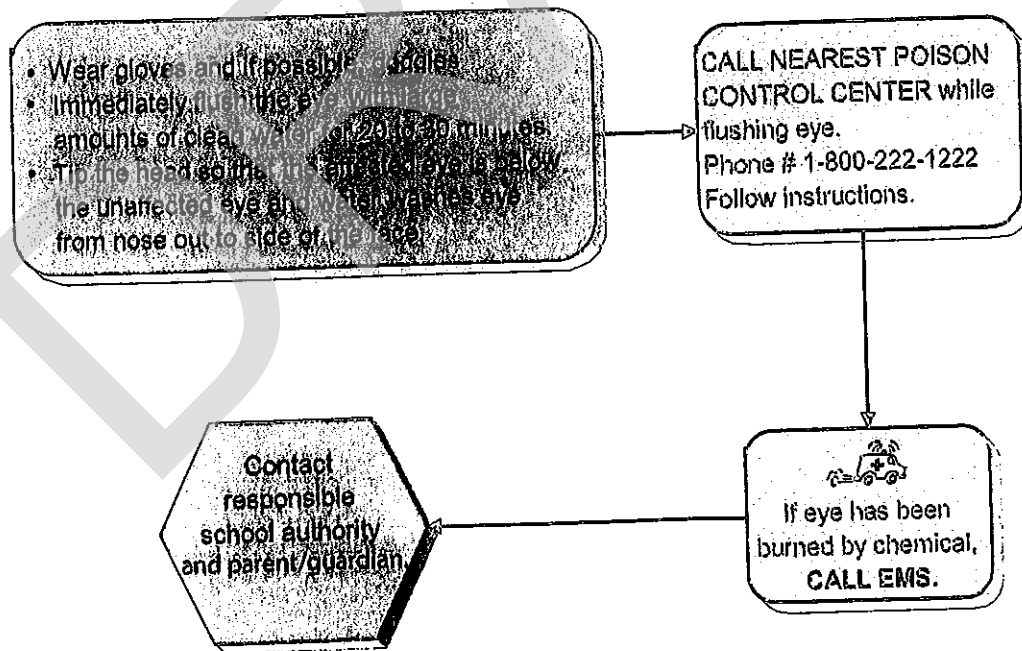 • Wear gloves and if possible, goggles.
• Immediately flush the eye with large
amounts of clean water for 20 to 30 minutes.
• Tip the head so that the affected eye is below
the unaffected eye and water washes eye
from nose out to side of the face.
CALL NEAREST POISON
CONTROL CENTER while
flushing eye.
Phone # 1-800-222-1222
Follow instructions.
If eye has been
burned by chemical,
CALL EMS.
Contact
responsible
school authority
and parent/guardian.